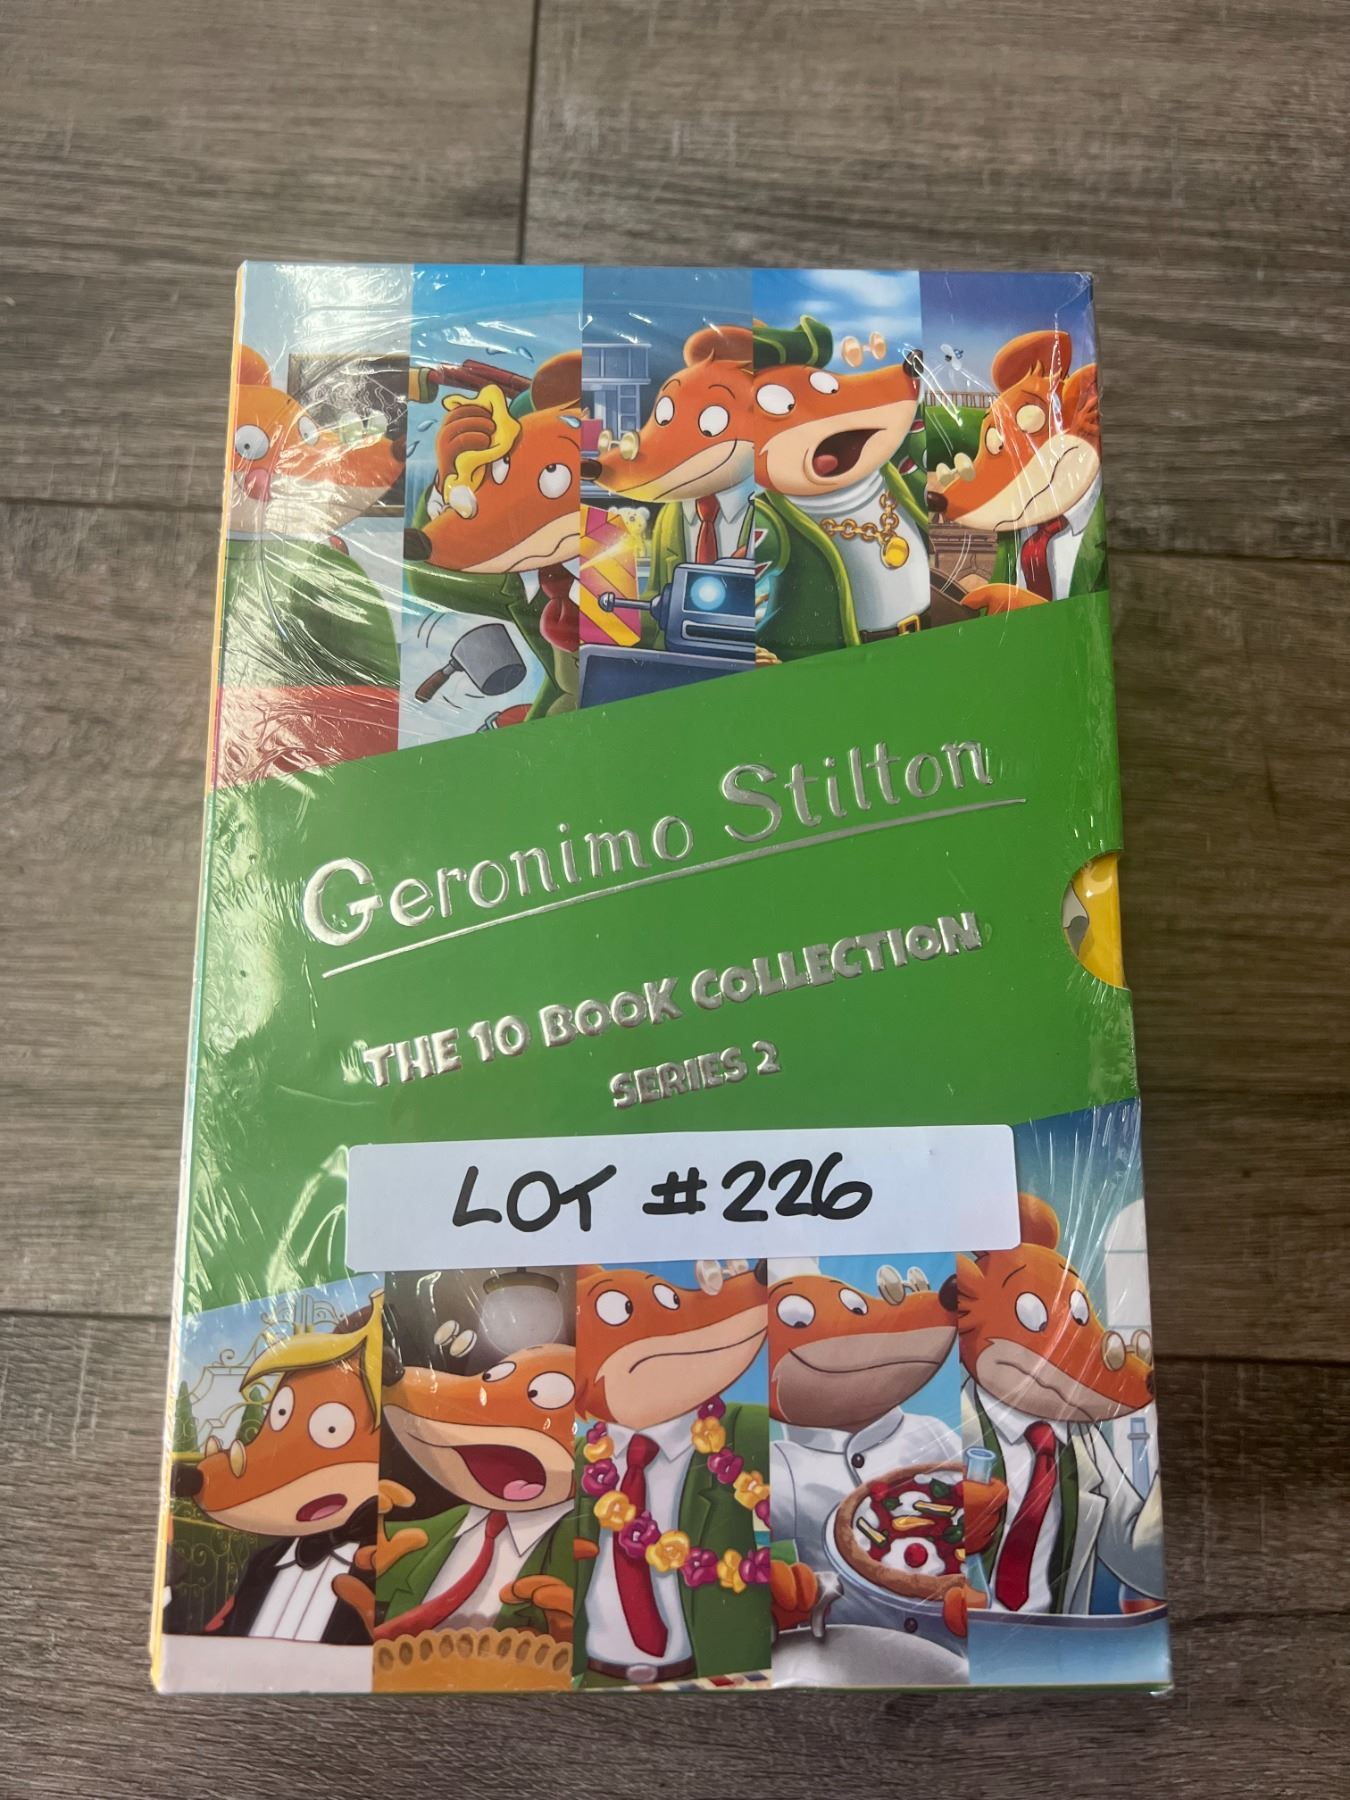 Geronimo Stilton
THE 10 BOOK COLLECTION
SERIES 2
LOT #226